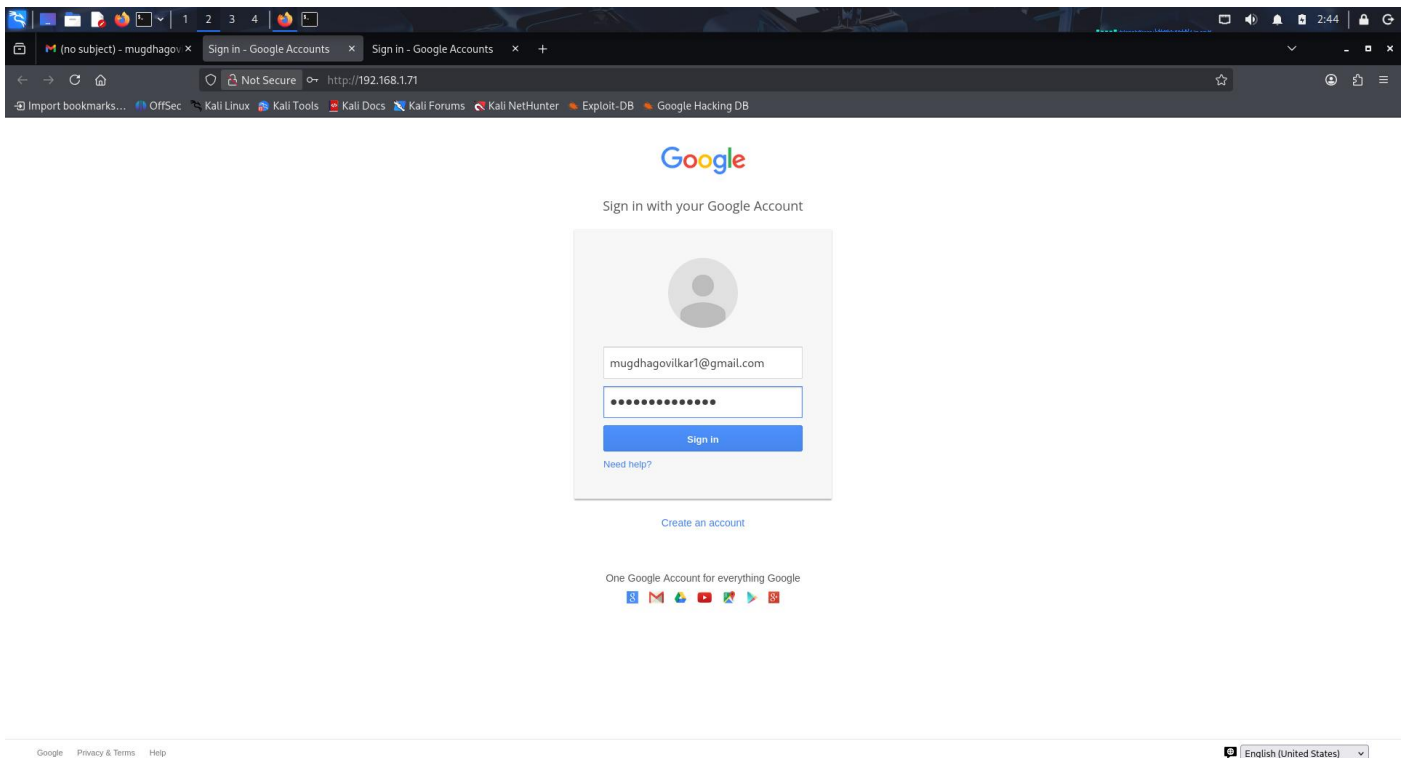 1 2 3 4 2:44
(no subject) - mugdhagov Sign in - Google Accounts Sign in - Google Accounts
Not Secure http://192.168.1.71
Import bookmarks... OffSec Kali Linux Kali Tools Kali Docs Kali Forums Kali NetHunter Exploit-DB Google Hacking DB
Google
Sign in with your Google Account
mugdhagovilkar1@gmail.com
••••••••••••••
Sign in
Need help?
Create an account
One Google Account for everything Google
Google Privacy & Terms Help English (United States)